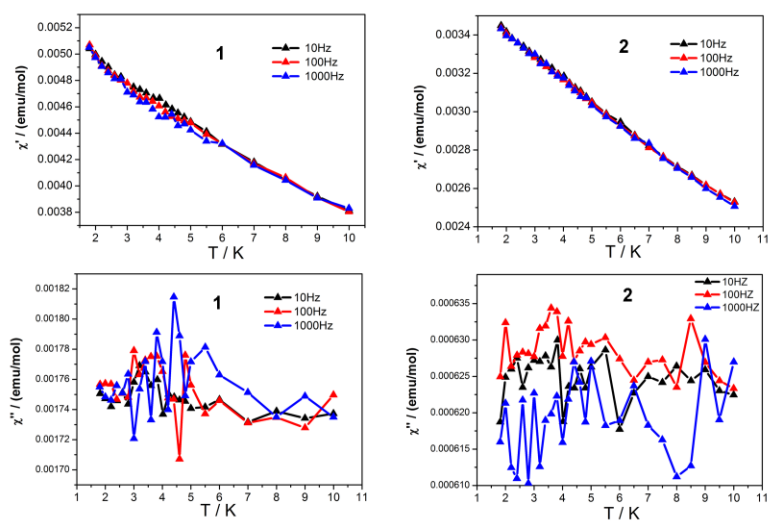 0.0052
0.0050
0.0048
0.0046
0.0044
0.0042
0.0040
0.0038
χ' / (emu/mol)
1
10Hz
100Hz
1000Hz
2 3 4 5 6 7 8 9 10 11
T / K
0.0034
0.0032
0.0030
0.0028
0.0026
0.0024
χ' / (emu/mol)
2
10Hz
100Hz
1000Hz
1 2 3 4 5 6 7 8 9 10 11
T / K
0.00182
0.00180
0.00178
0.00176
0.00174
0.00172
0.00170
χ'' / (emu/mol)
1
10Hz
100Hz
1000Hz
2 3 4 5 6 7 8 9 10 11
T / K
0.000635
0.000630
0.000625
0.000620
0.000615
0.000610
χ'' / (emu/mol)
2
10HZ
100HZ
1000HZ
1 2 3 4 5 6 7 8 9 10 11
T / K